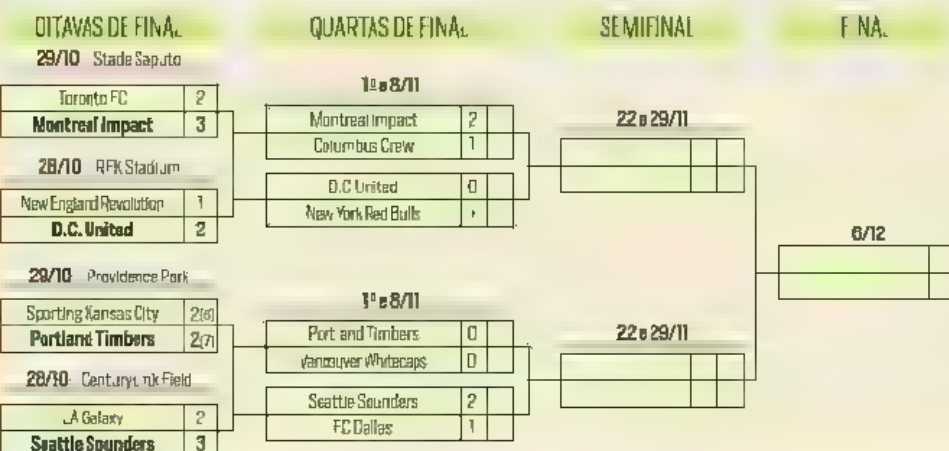 OITAVAS DE FINAL
QUARTAS DE FINAL
SEMIFINAL
FINAL
29/10 Stade Saputo
Toronto FC 2
Montreal Impact 3
28/10 RFK Stadium
New England Revolution 1
D.C. United 2
29/10 Providence Park
Sporting Kansas City 2(6)
Portland Timbers 2(7)
28/10 CenturyLink Field
LA Galaxy 2
Seattle Sounders 3
1º e 8/11
Montreal Impact 2
Columbus Crew 1
D.C United 0
New York Red Bulls
1º e 8/11
Portland Timbers 0
Vancouver Whitecaps 0
Seattle Sounders 2
FC Dallas 1
22 e 29/11
22 e 29/11
6/12